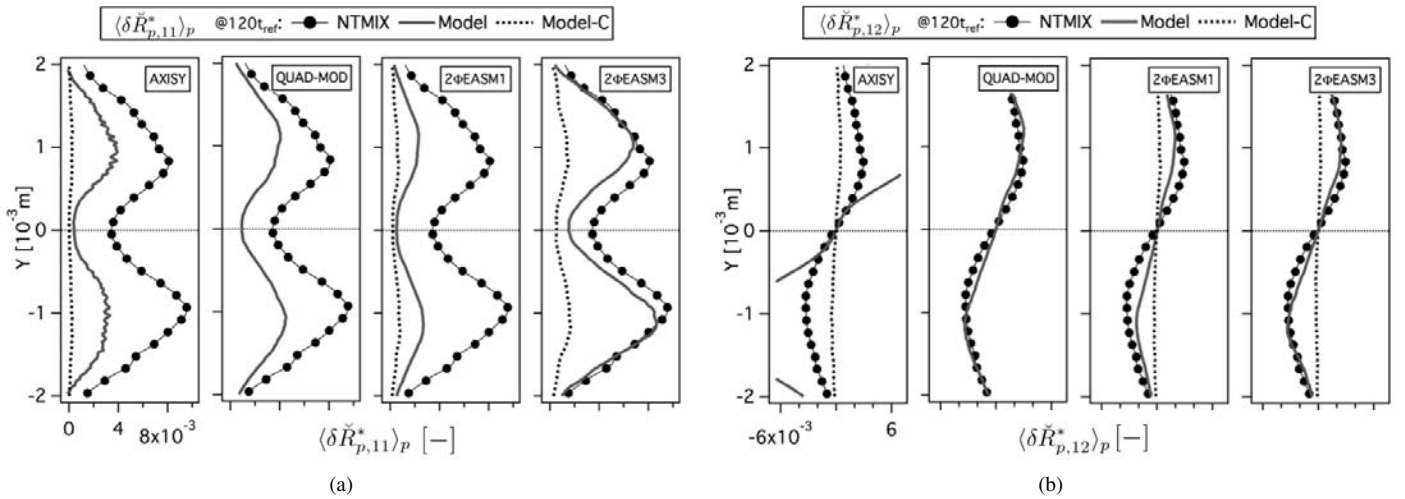 ⟨δR̆*p,11⟩p @120tref: NTMIX Model Model-C
AXISY
QUAD-MOD
2ΦEASM1
2ΦEASM3
Y [10⁻³m]
2
1
0
-1
-2
0 4 8x10⁻³
⟨δR̆*p,11⟩p [−]
(a)
⟨δR̆*p,12⟩p @120tref: NTMIX Model Model-C
AXISY
QUAD-MOD
2ΦEASM1
2ΦEASM3
Y [10⁻³m]
2
1
0
-1
-2
-6x10⁻³ 6
⟨δR̆*p,12⟩p [−]
(b)